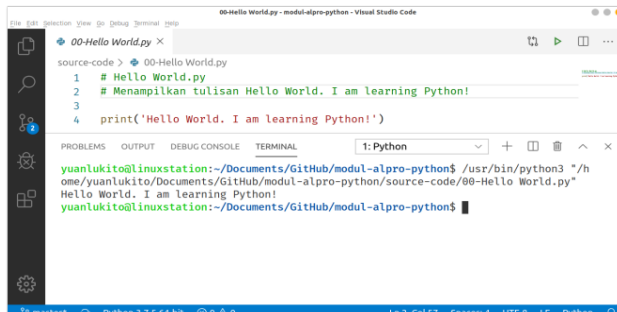 00-Hello World.py - modul-alpro-python - Visual Studio Code
File Edit Selection View Go Debug Terminal Help
00-Hello World.py
source-code > 00-Hello World.py
1 # Hello World.py
2 # Menampilkan tulisan Hello World. I am learning Python!
3
4 print('Hello World. I am learning Python!')
PROBLEMS OUTPUT DEBUG CONSOLE TERMINAL 1: Python
yuanlukito@linuxstation:~/Documents/GitHub/modul-alpro-python$ /usr/bin/python3 "/h
ome/yuanlukito/Documents/GitHub/modul-alpro-python/source-code/00-Hello World.py"
Hello World. I am learning Python!
yuanlukito@linuxstation:~/Documents/GitHub/modul-alpro-python$
2